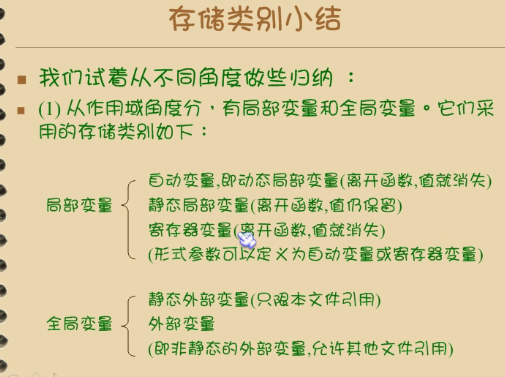 存储类别小结
我们试着从不同角度做些归纳 ：
(1) 从作用域角度分，有局部变量和全局变量。它们采
用的存储类别如下：
自动变量,即动态局部变量(离开函数,值就消失)
局部变量
静态局部变量(离开函数,值仍保留)
寄存器变量(离开函数,值就消失)
(形式参数可以定义为自动变量或寄存器变量)
静态外部变量(只限本文件引用)
全局变量
外部变量
(即非静态的外部变量,允许其他文件引用)